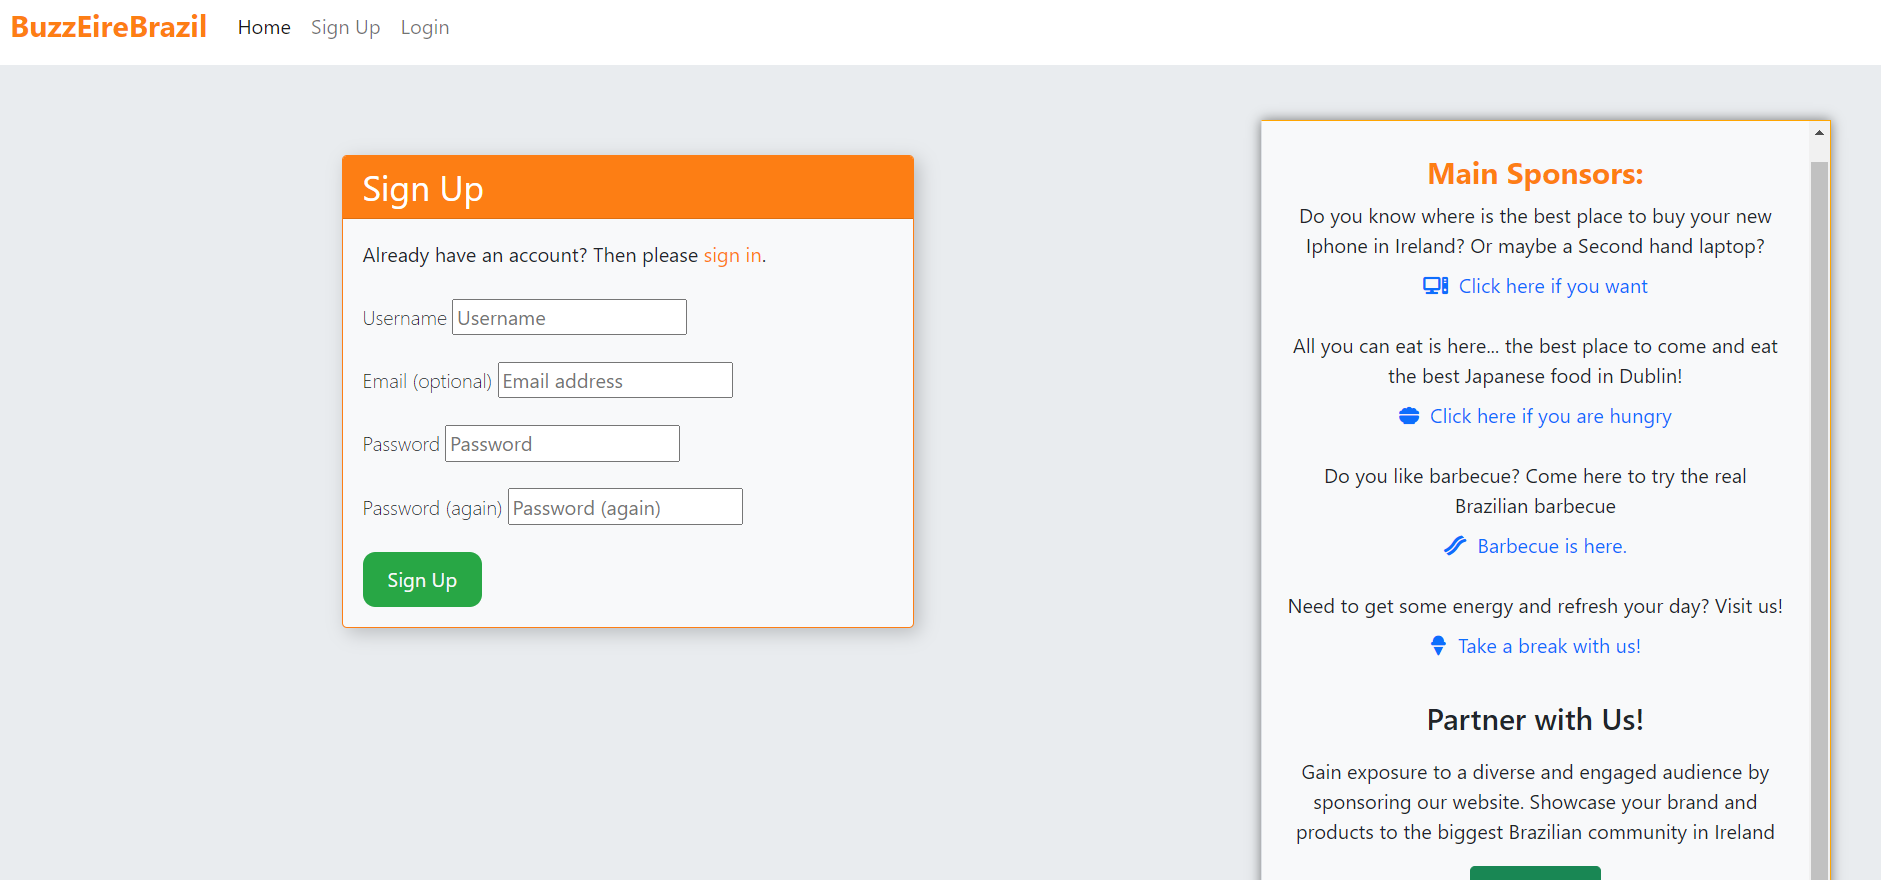 BuzzEireBrazil Home Sign Up Login
Sign Up
Already have an account? Then please sign in.
Username Username
Email (optional) Email address
Password Password
Password (again) Password (again)
Sign Up
Main Sponsors:
Do you know where is the best place to buy your new
Iphone in Ireland? Or maybe a Second hand laptop?
Click here if you want
All you can eat is here... the best place to come and eat
the best Japanese food in Dublin!
Click here if you are hungry
Do you like barbecue? Come here to try the real
Brazilian barbecue
Barbecue is here.
Need to get some energy and refresh your day? Visit us!
Take a break with us!
Partner with Us!
Gain exposure to a diverse and engaged audience by
sponsoring our website. Showcase your brand and
products to the biggest Brazilian community in Ireland